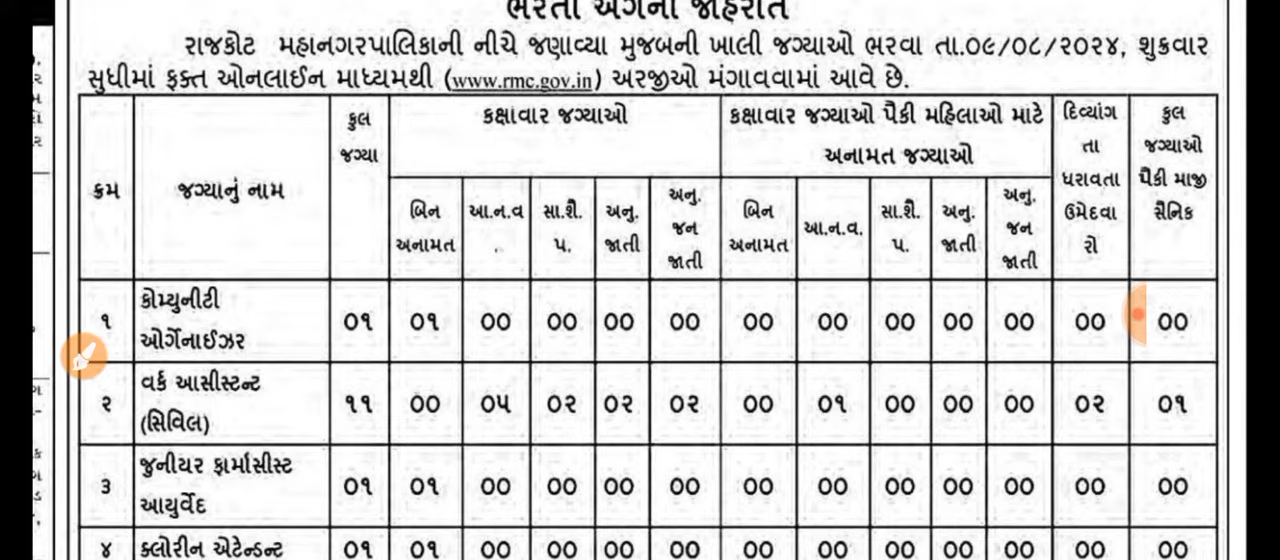 ભરતી અંગેની જાહેરાત
રાજકોટ મહાનગરપાલિકાની નીચે જણાવ્યા મુજબની ખાલી જગ્યાઓ ભરવા તા.૦૯/૦૮/૨૦૨૪, શુક્રવાર
સુધીમાં ફક્ત ઓનલાઈન માધ્યમથી (www.rmc.gov.in) અરજીઓ મંગાવવામાં આવે છે.
ક્રમ
જગ્યાનું નામ
કુલ
જગ્યા
કક્ષાવાર જગ્યાઓ
કક્ષાવાર જગ્યાઓ પૈકી મહિલાઓ માટે
અનામત જગ્યાઓ
દિવ્યાંગ
તા
ધરાવતા
ઉમેદવા
રો
કુલ
જગ્યાઓ
પૈકી માજી
સૈનિક
બિન
અનામત
આ.ન.વ
.
સા.શૈ.
પ.
અનુ.
જાતી
અનુ.
જન
જાતી
બિન
અનામત
આ.ન.વ.
સા.શૈ.
પ.
અનુ.
જાતી
અનુ.
જન
જાતી
૧ કોમ્યુનીટી
ઓર્ગેનાઈઝર ૦૧ ૦૧ ૦૦ ૦૦ ૦૦ ૦૦ ૦૦ ૦૦ ૦૦ ૦૦ ૦૦ ૦૦ ૦૦
૨ વર્ક આસીસ્ટન્ટ
(સિવિલ) ૧૧ ૦૦ ૦૫ ૦૨ ૦૨ ૦૨ ૦૦ ૦૧ ૦૦ ૦૦ ૦૦ ૦૨ ૦૧
૩ જુનીયર ફાર્માસીસ્ટ
આયુર્વેદ ૦૧ ૦૧ ૦૦ ૦૦ ૦૦ ૦૦ ૦૦ ૦૦ ૦૦ ૦૦ ૦૦ ૦૦ ૦૦
૪ ક્લોરીન એટેન્ડન્ટ ૦૧ ૦૧ ૦૦ ૦૦ ૦૦ ૦૦ ૦૦ ૦૦ ૦૦ ૦૦ ૦૦ ૦૦ ૦૦